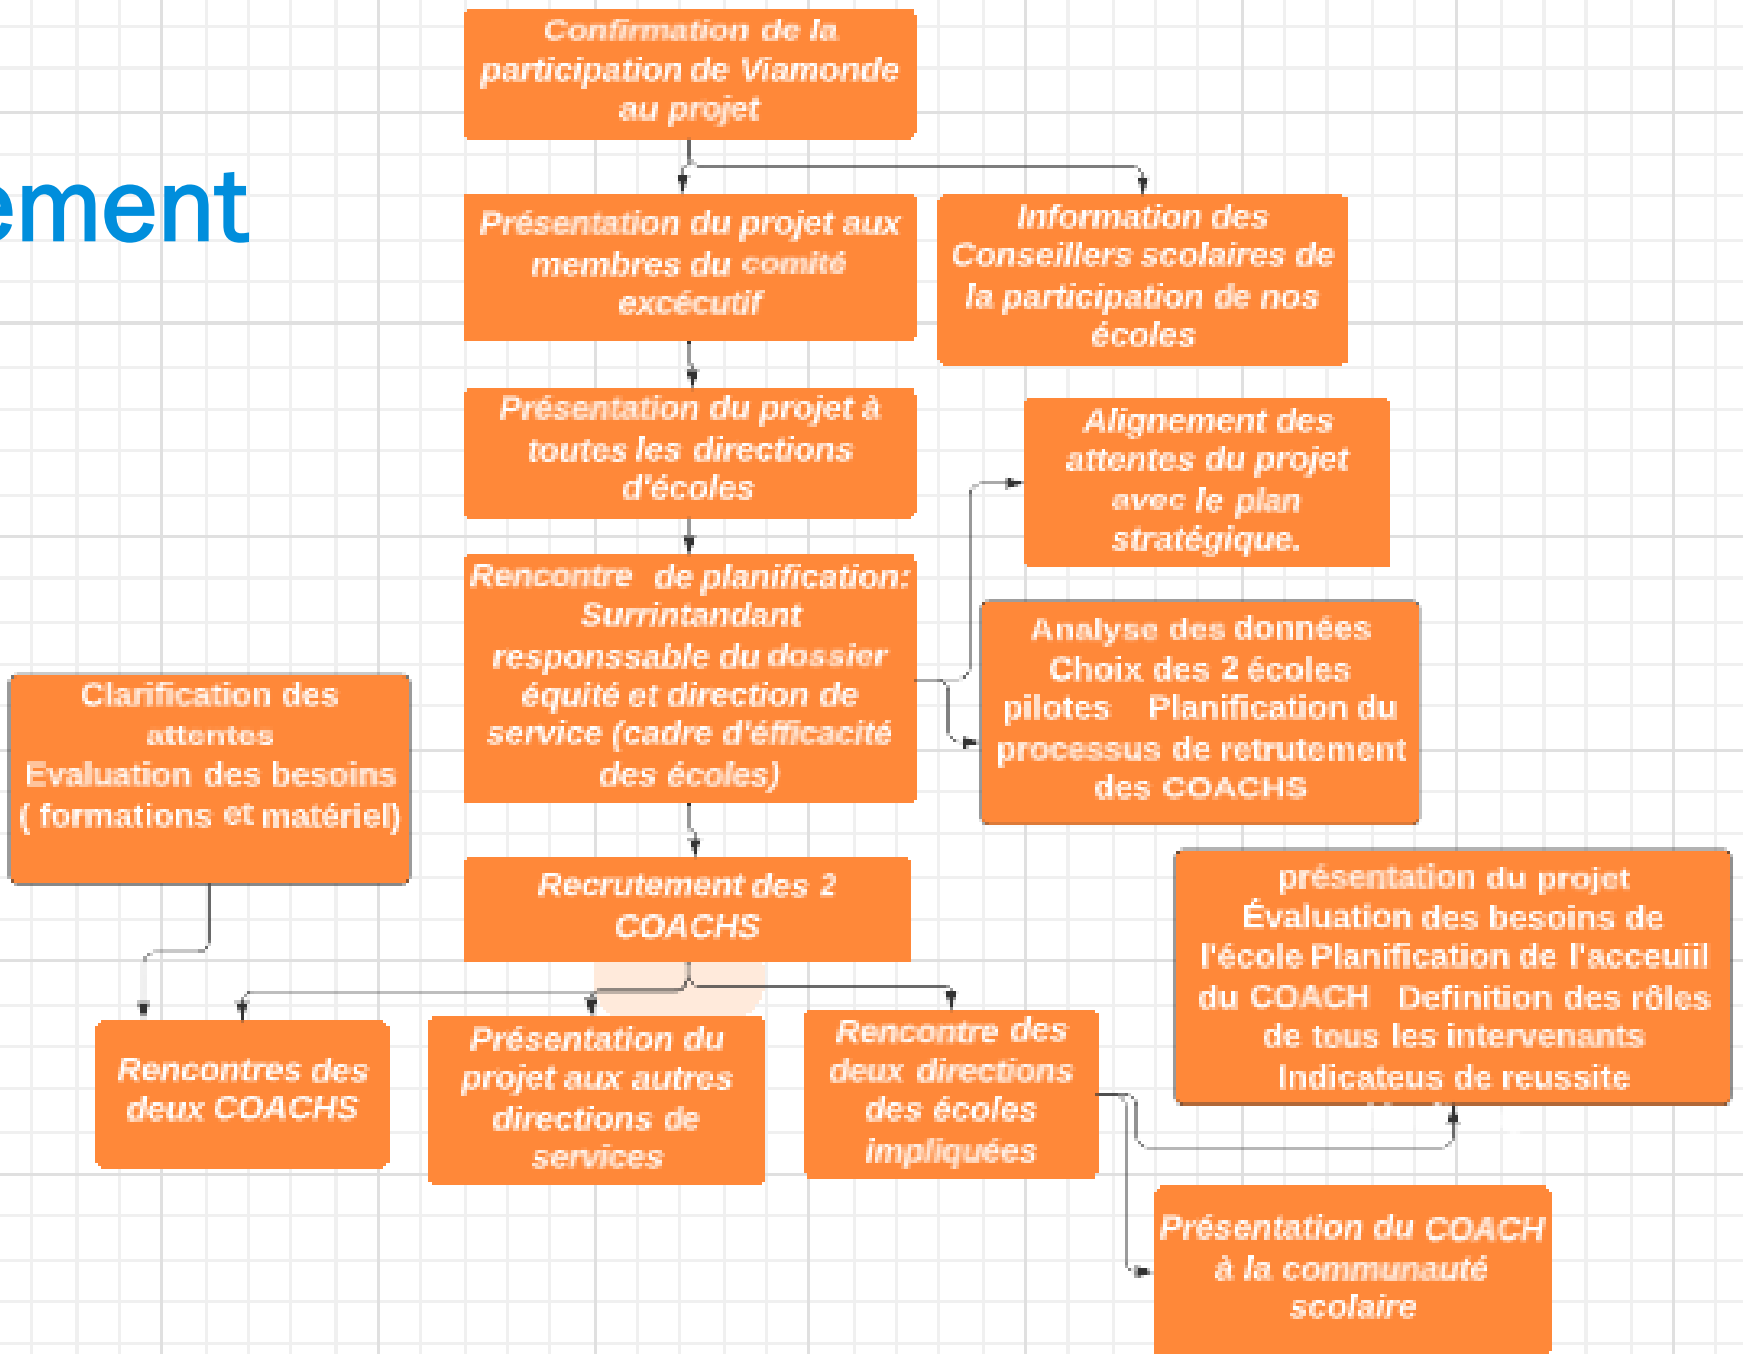 Confirmation de la
participation de Viamonde
au projet
ement
Présentation du projet aux
membres du comité
excécutif
Information des
Conseillers scolaires de
la participation de nos
écoles
Présentation du projet à
toutes les directions
d'écoles
Alignement des
attentes du projet
avec le plan
stratégique.
Rencontre de planification:
Surrintandant
responssable du dossier
équité et direction de
service (cadre d'éfficacité
des écoles)
Analyse des données
Choix des 2 écoles
pilotes Planification du
processus de retrutement
des COACHS
Clarification des
attentes
Evaluation des besoins
( formations et matériel)
Recrutement des 2
COACHS
présentation du projet
Évaluation des besoins de
l'école Planification de l'acceuiil
du COACH Definition des rôles
de tous les intervenants
Indicateus de reussite
Rencontres des
deux COACHS
Présentation du
projet aux autres
directions de
services
Rencontre des
deux directions
des écoles
impliquées
Présentation du COACH
à la communauté
scolaire